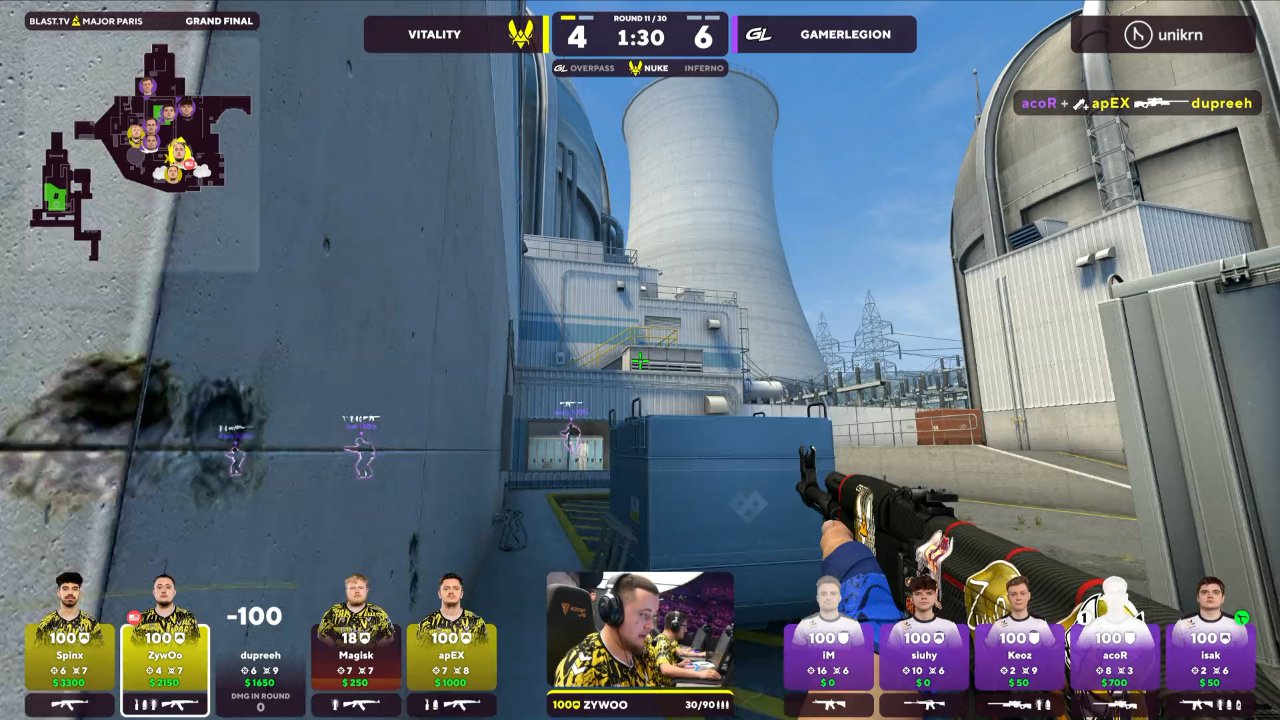 BLAST.TV MAJOR PARIS GRAND FINAL
VITALITY
4
ROUND 11 / 30
1:30
6
GL GAMERLEGION
unikrn
GL OVERPASS NUKE INFERNO
acoR + apEX dupreeh
100
Spinx
6 7
$3300
100
ZywOo
4 7
$2150
-100
dupreeh
6 9
$1650
DMG IN ROUND
0
18
Magisk
7 7
$250
100
apEX
7 8
$1000
100 ZYWOO 30/90
100
iM
16 6
$0
100
siuhy
10 6
$0
100
Keoz
2 9
$50
100
acoR
8 3
$700
100
isak
2 6
$50